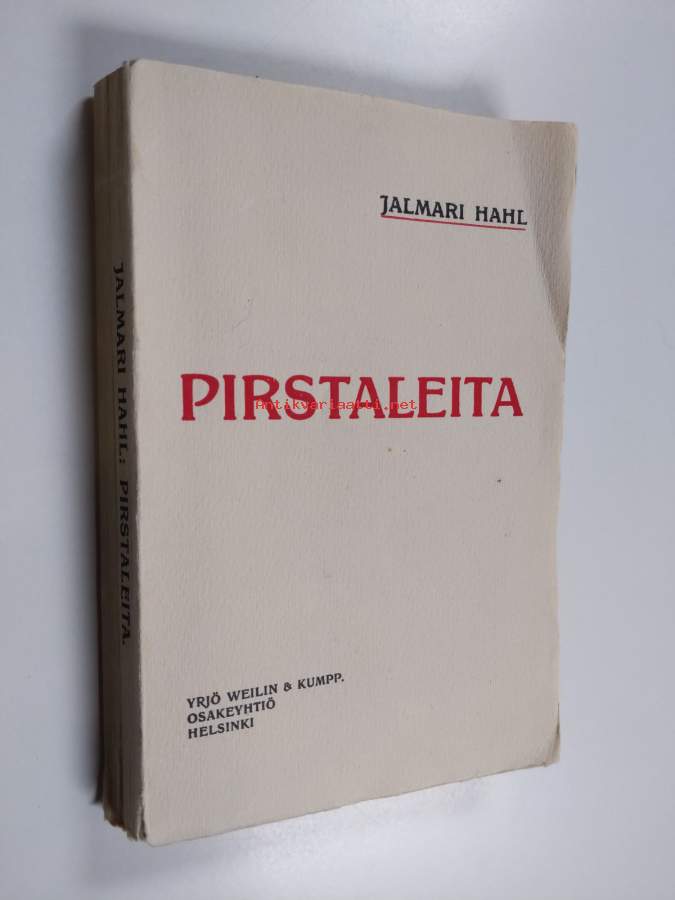 JALMARI HAHL
PIRSTALEITA
Antikvariaatti.net
YRJÖ WEILIN & KUMPP.
OSAKEYHTIÖ
HELSINKI
JALMARI HAHL: PIRSTALEITA.